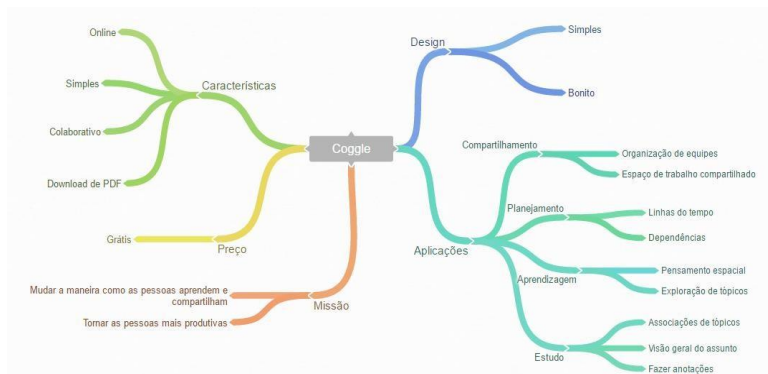 Coggle
Características
Online
Simples
Colaborativo
Download de PDF
Preço
Grátis
Missão
Mudar a maneira como as pessoas aprendem e
compartilham
Tornar as pessoas mais produtivas
Design
Simples
Bonito
Aplicações
Compartilhamento
Organização de equipes
Espaço de trabalho compartilhado
Planejamento
Linhas do tempo
Dependências
Aprendizagem
Pensamento espacial
Exploração de tòpicos
Estudo
Associações de tòpicos
Visão geral do assunto
Fazer anotações